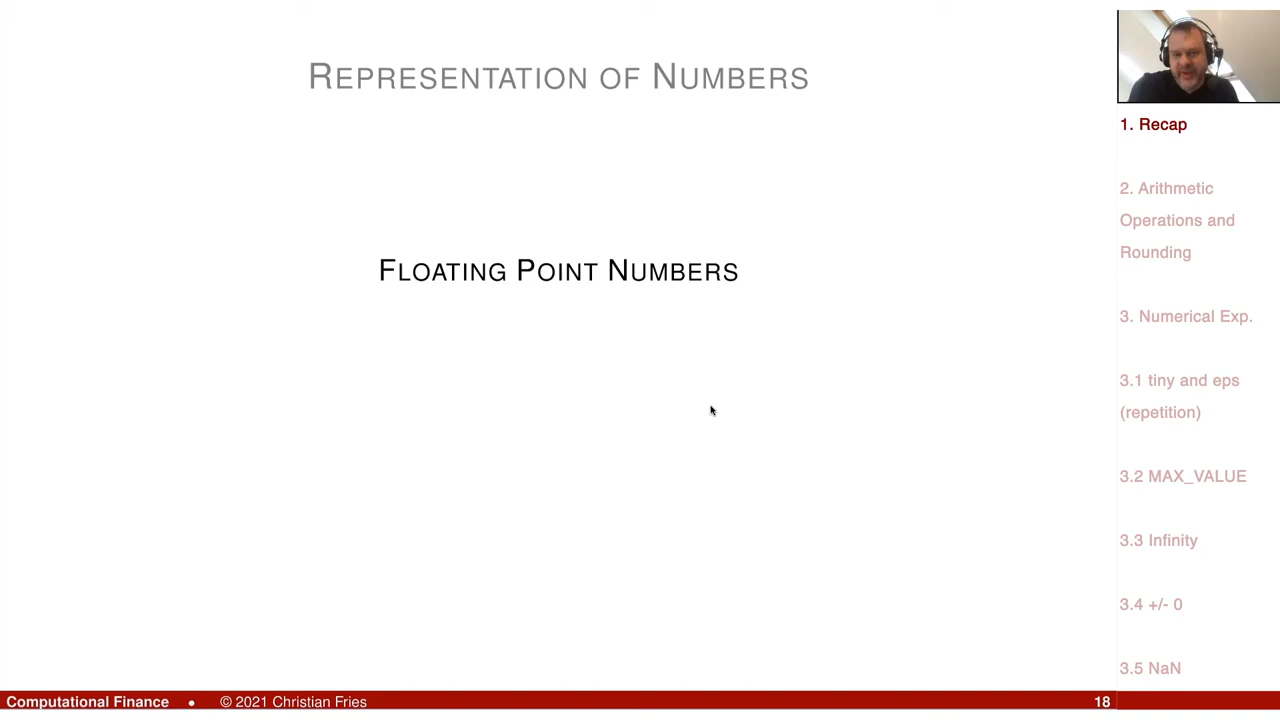 REPRESENTATION OF NUMBERS
FLOATING POINT NUMBERS
1. Recap
2. Arithmetic
Operations and
Rounding
3. Numerical Exp.
3.1 tiny and eps
(repetition)
3.2 MAX_VALUE
3.3 Infinity
3.4 +/- 0
3.5 NaN
Computational Finance • © 2021 Christian Fries 18